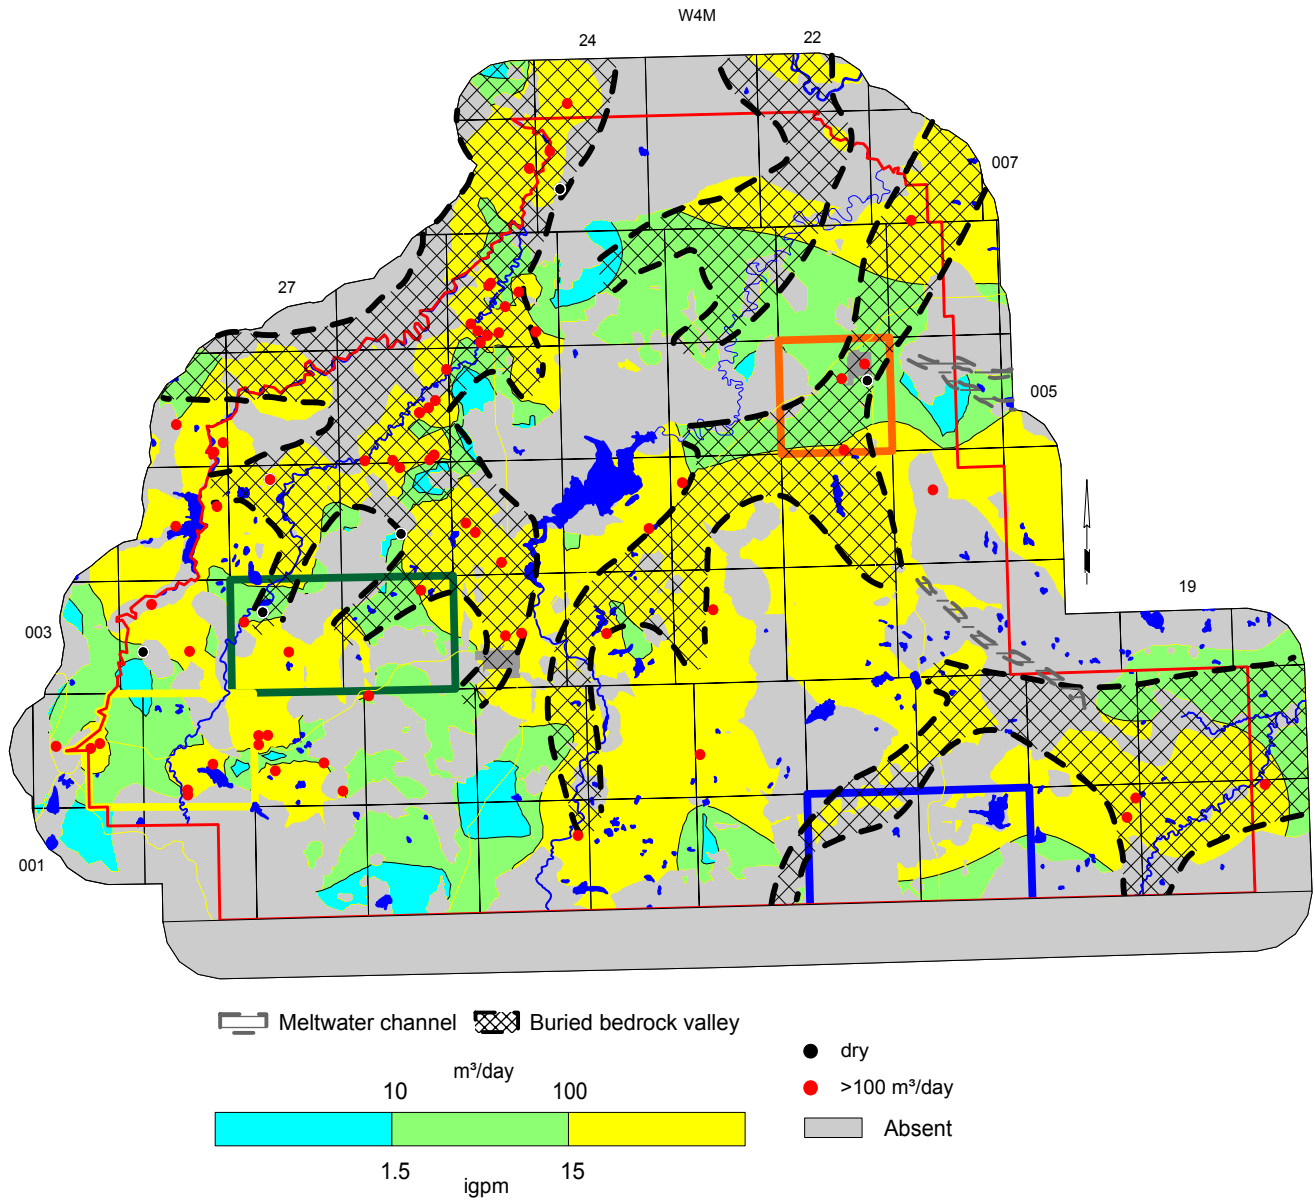 W4M
24
22
007
27
005
19
003
001
Meltwater channel
Buried bedrock valley
dry
m³/day
10
100
>100 m³/day
Absent
1.5
15
igpm